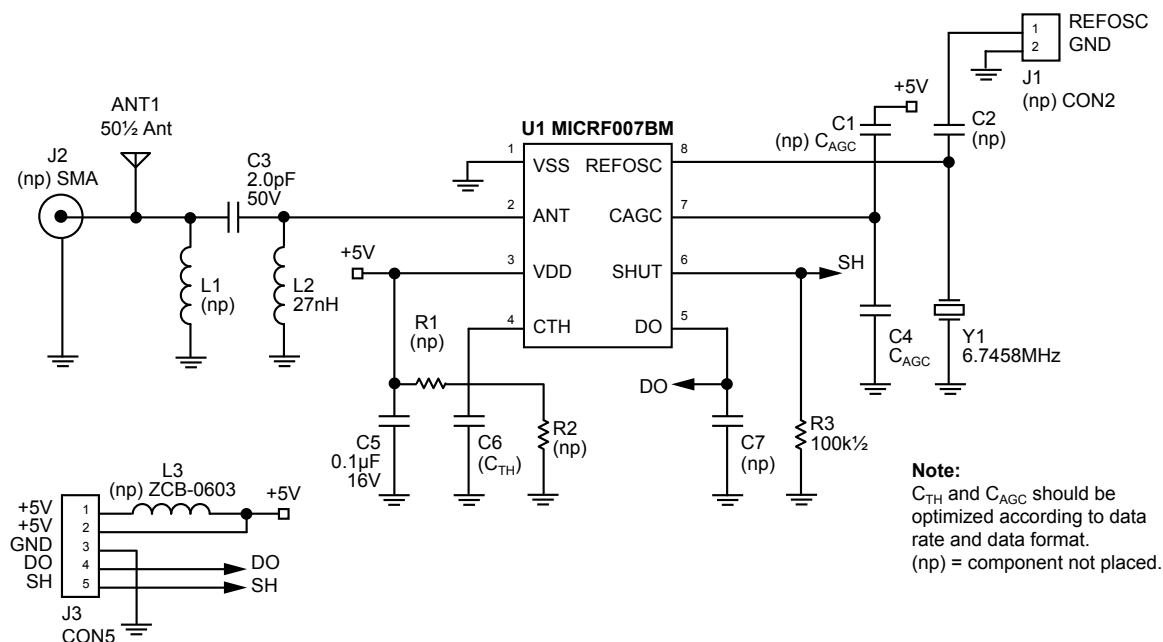 REFOSC
GND
1
2
J1
(np) CON2
+5V
ANT1
50½ Ant
J2
(np) SMA
C3
2.0pF
50V
L1
(np)
L2
27nH
U1 MICRF007BM
1
VSS
REFOSC
8
2
ANT
CAGC
7
3
VDD
SHUT
6
4
CTH
DO
5
C1
(np) CAGC
C2
(np)
+5V
SH
R1
(np)
C4
CAGC
Y1
6.7458MHz
DO
C5
0.1µF
16V
C6
(CTH)
R2
(np)
C7
(np)
R3
100k½
L3
(np) ZCB-0603
+5V
+5V
+5V
GND
DO
SH
1
2
3
4
5
DO
SH
J3
CON5
Note:
CTH and CAGC should be
optimized according to data
rate and data format.
(np) = component not placed.